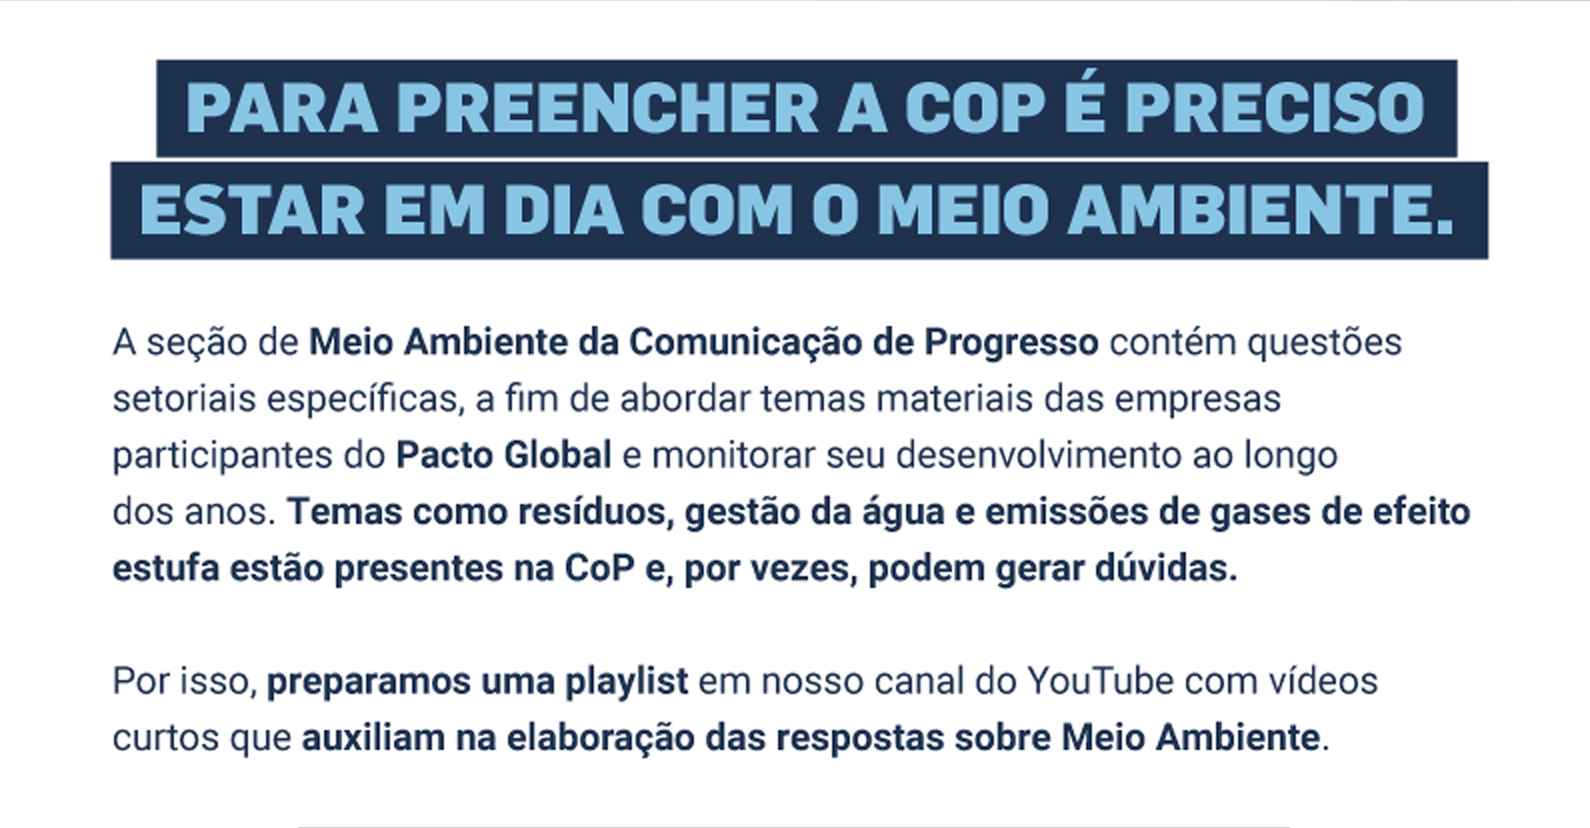 PARA PREENCHER A COP É PRECISO
ESTAR EM DIA COM O MEIO AMBIENTE.
A seção de Meio Ambiente da Comunicação de Progresso contém questões
setoriais específicas, a fim de abordar temas materiais das empresas
participantes do Pacto Global e monitorar seu desenvolvimento ao longo
dos anos. Temas como resíduos, gestão da água e emissões de gases de efeito
estufa estão presentes na CoP e, por vezes, podem gerar dúvidas.
Por isso, preparamos uma playlist em nosso canal do YouTube com vídeos
curtos que auxiliam na elaboração das respostas sobre Meio Ambiente.